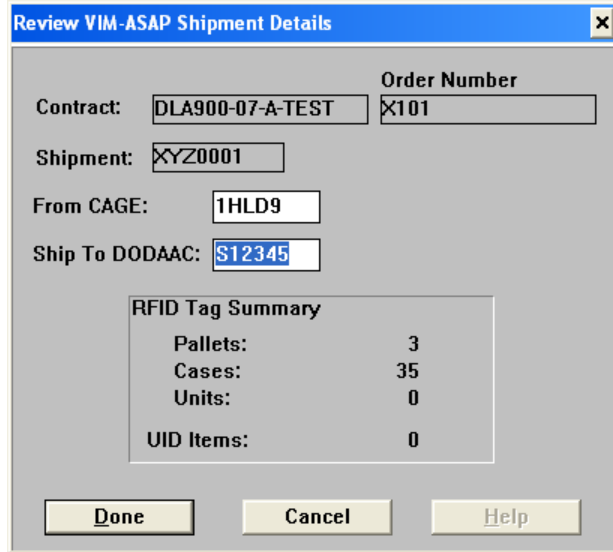 Review VIM-ASAP Shipment Details
Order Number
Contract: DLA900-07-A-TEST X101
Shipment: XYZ0001
From CAGE: 1HLD9
Ship To DODAAC: S12345
RFID Tag Summary
Pallets: 3
Cases: 35
Units: 0
UID Items: 0
Done Cancel Help